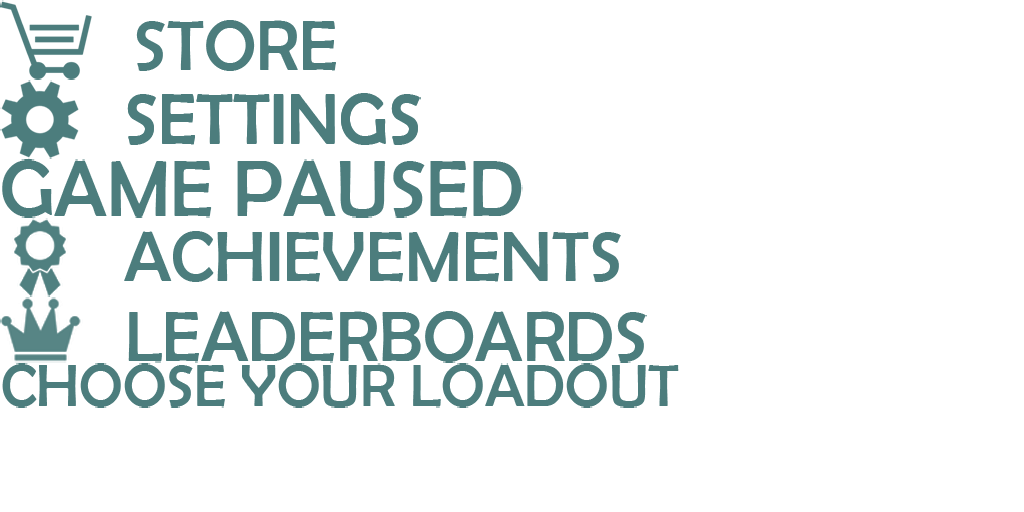 STORE
SETTINGS
GAME PAUSED
ACHIEVEMENTS
LEADERBOARDS
CHOOSE YOUR LOADOUT